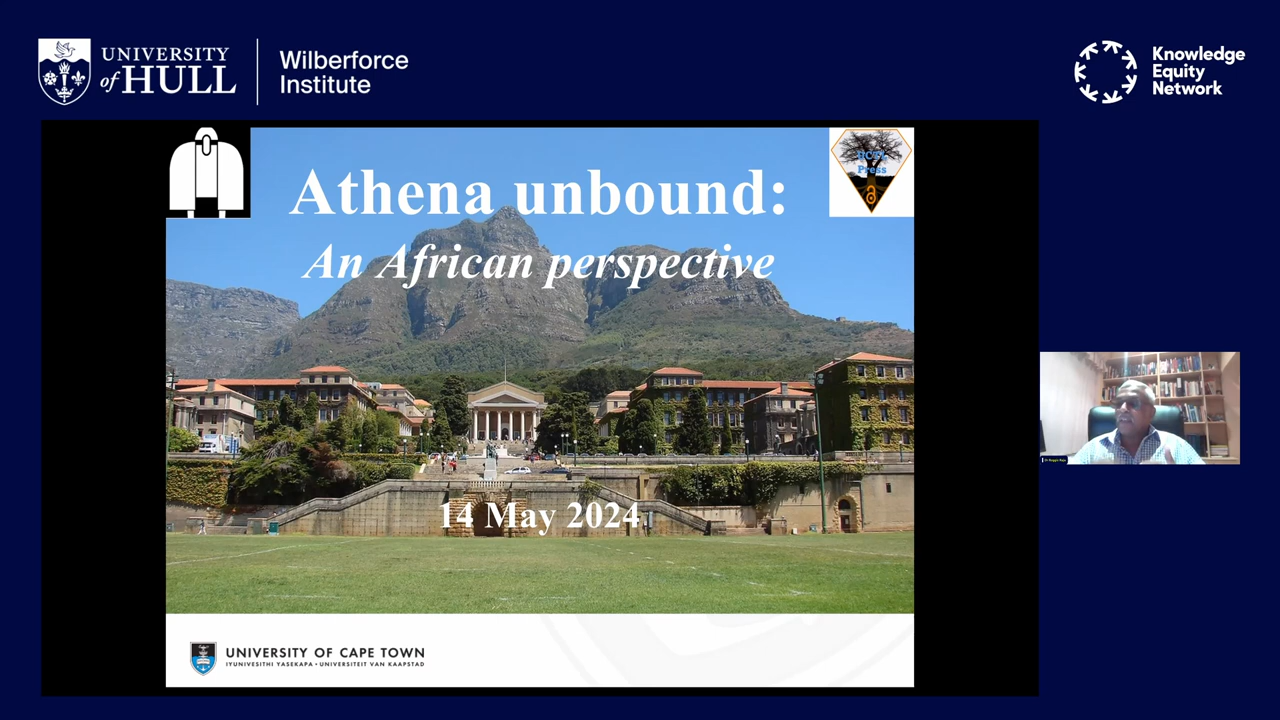 UNIVERSITY
of HULL
Wilberforce
Institute
Knowledge
Equity
Network
Athena unbound:
An African perspective
Press
14 May 2024
UNIVERSITY OF CAPE TOWN
IYUNIVESITHI YASEKAPA • UNIVERSITEIT VAN KAAPSTAD